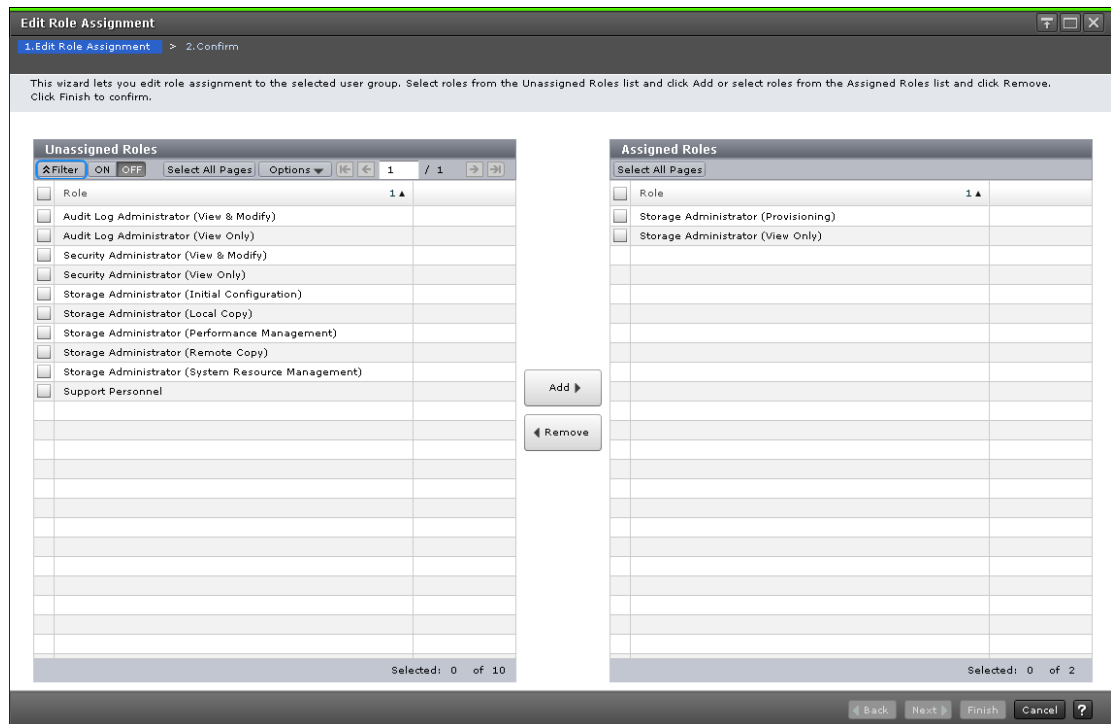 Edit Role Assignment
1.Edit Role Assignment > 2.Confirm
This wizard lets you edit role assignment to the selected user group. Select roles from the Unassigned Roles list and click Add or select roles from the Assigned Roles list and click Remove.
Click Finish to confirm.
Unassigned Roles
Filter ON OFF Select All Pages Options 1 / 1
Role 1
Audit Log Administrator (View & Modify)
Audit Log Administrator (View Only)
Security Administrator (View & Modify)
Security Administrator (View Only)
Storage Administrator (Initial Configuration)
Storage Administrator (Local Copy)
Storage Administrator (Performance Management)
Storage Administrator (Remote Copy)
Storage Administrator (System Resource Management)
Support Personnel
Selected: 0 of 10
Add
Remove
Assigned Roles
Select All Pages
Role 1
Storage Administrator (Provisioning)
Storage Administrator (View Only)
Selected: 0 of 2
Back Next Finish Cancel ?